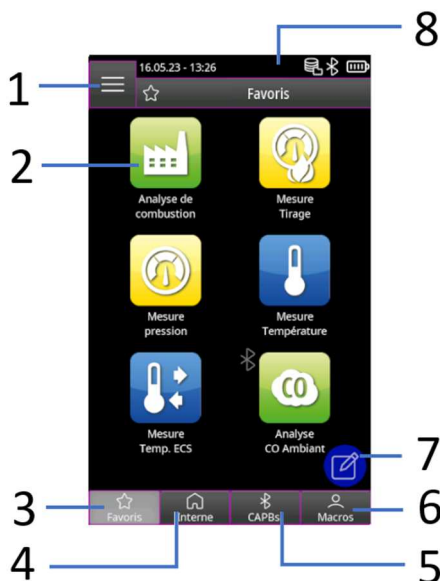 8
16.05.23 - 13:26
1
Favoris
2
Analyse de
combustion
Mesure
Tirage
Mesure
pression
Mesure
Température
CO
Mesure
Temp. ECS
Analyse
CO Ambiant
7
3
Favoris
Interne
CAPBs
Macros
6
4
5